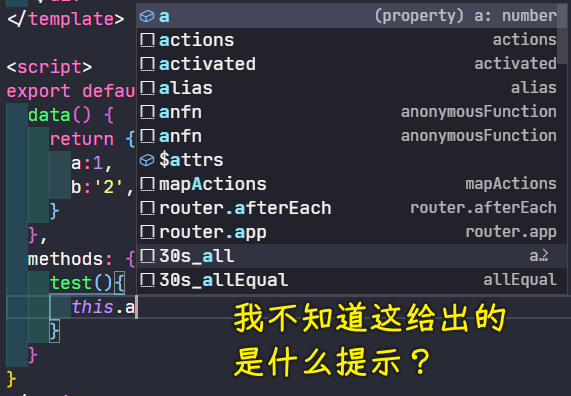 </template>
a (property) a: number
actions actions
activated activated
alias alias
anfn anonymousFunction
anfn anonymousFunction
$attrs
mapActions mapActions
router.afterEach router.afterEach
router.app router.app
30s_all
30s_allEqual allEqual
<script>
export defau
data() {
return {
a:1,
b:'2',
}
},
methods: {
test(){
this.a
}
}
}
我不知道这给出的
是什么提示？